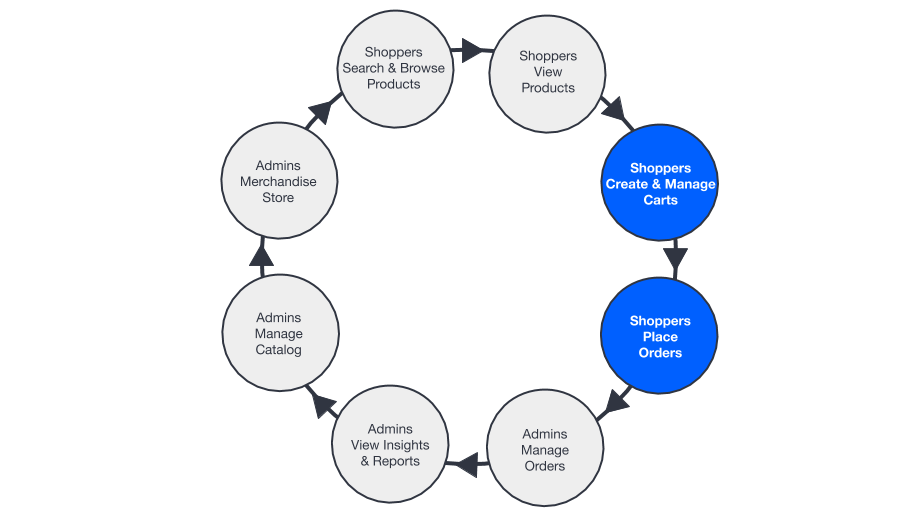 Shoppers
Search & Browse
Products
Shoppers
View
Products
Shoppers
Create & Manage
Carts
Shoppers
Place
Orders
Admins
Manage
Orders
Admins
View Insights
& Reports
Admins
Manage
Catalog
Admins
Merchandise
Store